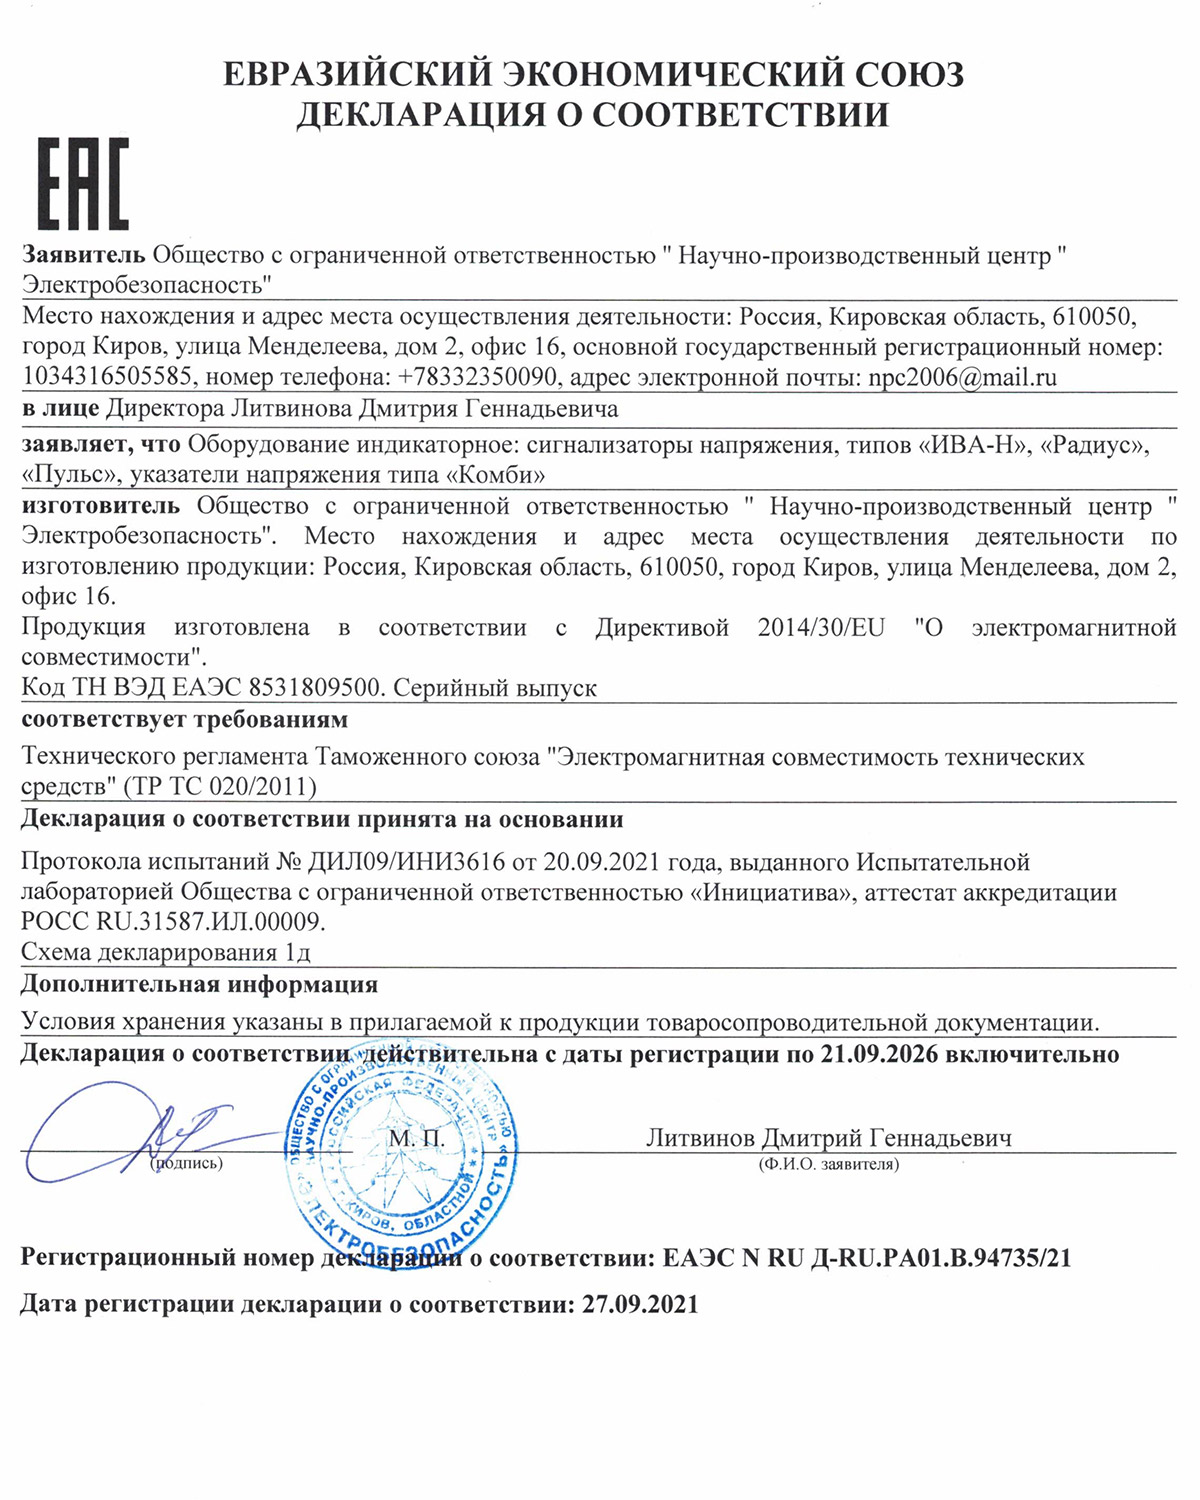 ЕВРАЗИЙСКИЙ ЭКОНОМИЧЕСКИЙ СОЮЗ
ДЕКЛАРАЦИЯ О СООТВЕТСТВИИ
ЕАС
Заявитель Общество с ограниченной ответственностью " Научно-производственный центр "
Электробезопасность"
Место нахождения и адрес места осуществления деятельности: Россия, Кировская область, 610050,
город Киров, улица Менделеева, дом 2, офис 16, основной государственный регистрационный номер:
1034316505585, номер телефона: +78332350090, адрес электронной почты: npc2006@mail.ru
в лице Директора Литвинова Дмитрия Геннадьевича
заявляет, что Оборудование индикаторное: сигнализаторы напряжения, типов «ИВА-Н», «Радиус»,
«Пульс», указатели напряжения типа «Комби»
изготовитель Общество с ограниченной ответственностью " Научно-производственный центр "
Электробезопасность". Место нахождения и адрес места осуществления деятельности по
изготовлению продукции: Россия, Кировская область, 610050, город Киров, улица Менделеева, дом 2,
офис 16.
Продукция изготовлена в соответствии с Директивой 2014/30/EU "О электромагнитной
совместимости".
Код ТН ВЭД ЕАЭС 8531809500. Серийный выпуск
соответствует требованиям
Технического регламента Таможенного союза "Электромагнитная совместимость технических
средств" (ТР ТС 020/2011)
Декларация о соответствии принята на основании
Протокола испытаний № ДИЛ09/ИНИ3616 от 20.09.2021 года, выданного Испытательной
лабораторией Общества с ограниченной ответственностью «Инициатива», аттестат аккредитации
РОСС RU.31587.ИЛ.00009.
Схема декларирования 1д
Дополнительная информация
Условия хранения указаны в прилагаемой к продукции товаросопроводительной документации.
Декларация о соответствии действительна с даты регистрации по 21.09.2026 включительно
ОБЩЕСТВО С ОГРАНИЧЕННОЙ ОТВЕТСТВЕННОСТЬЮ
НАУЧНО-ПРОИЗВОДСТВЕННЫЙ ЦЕНТР
«ЭЛЕКТРОБЕЗОПАСНОСТЬ»
РОССИЙСКАЯ ФЕДЕРАЦИЯ
Г. КИРОВ, ОБЛАСТНОЙ
М. П.
Литвинов Дмитрий Геннадьевич
(подпись)
(Ф.И.О. заявителя)
Регистрационный номер декларации о соответствии: ЕАЭС N RU Д-RU.РА01.В.94735/21
Дата регистрации декларации о соответствии: 27.09.2021